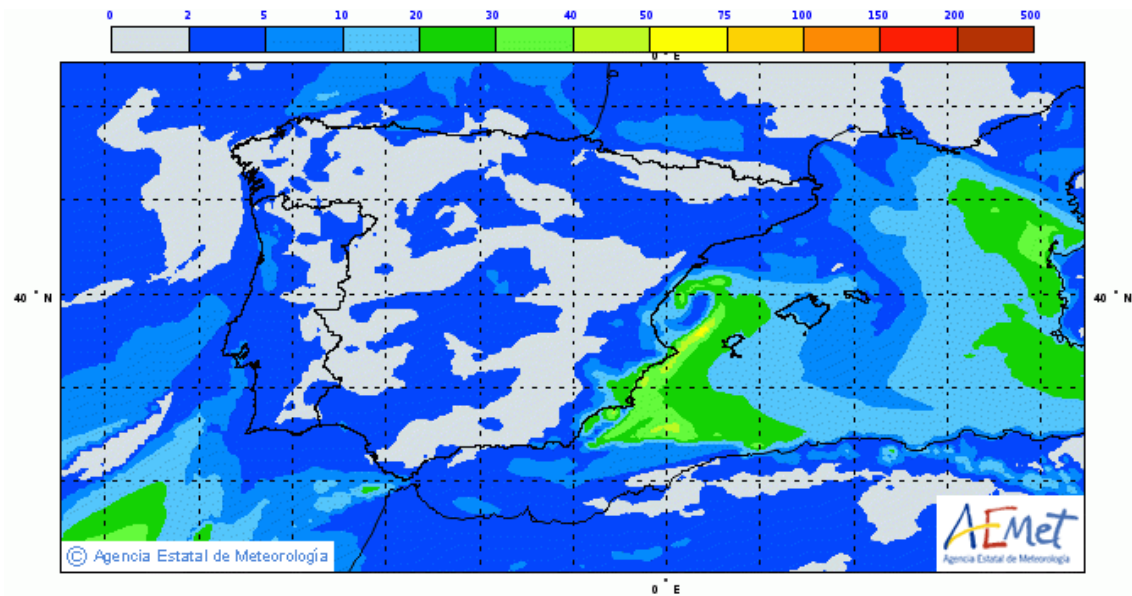 0 2 5 10 20 30 40 50 75 100 150 200 500
0 ° E
40 ° N
40 ° N
© Agencia Estatal de Meteorología
AEMet
Agencia Estatal de Meteorología
0 ° E